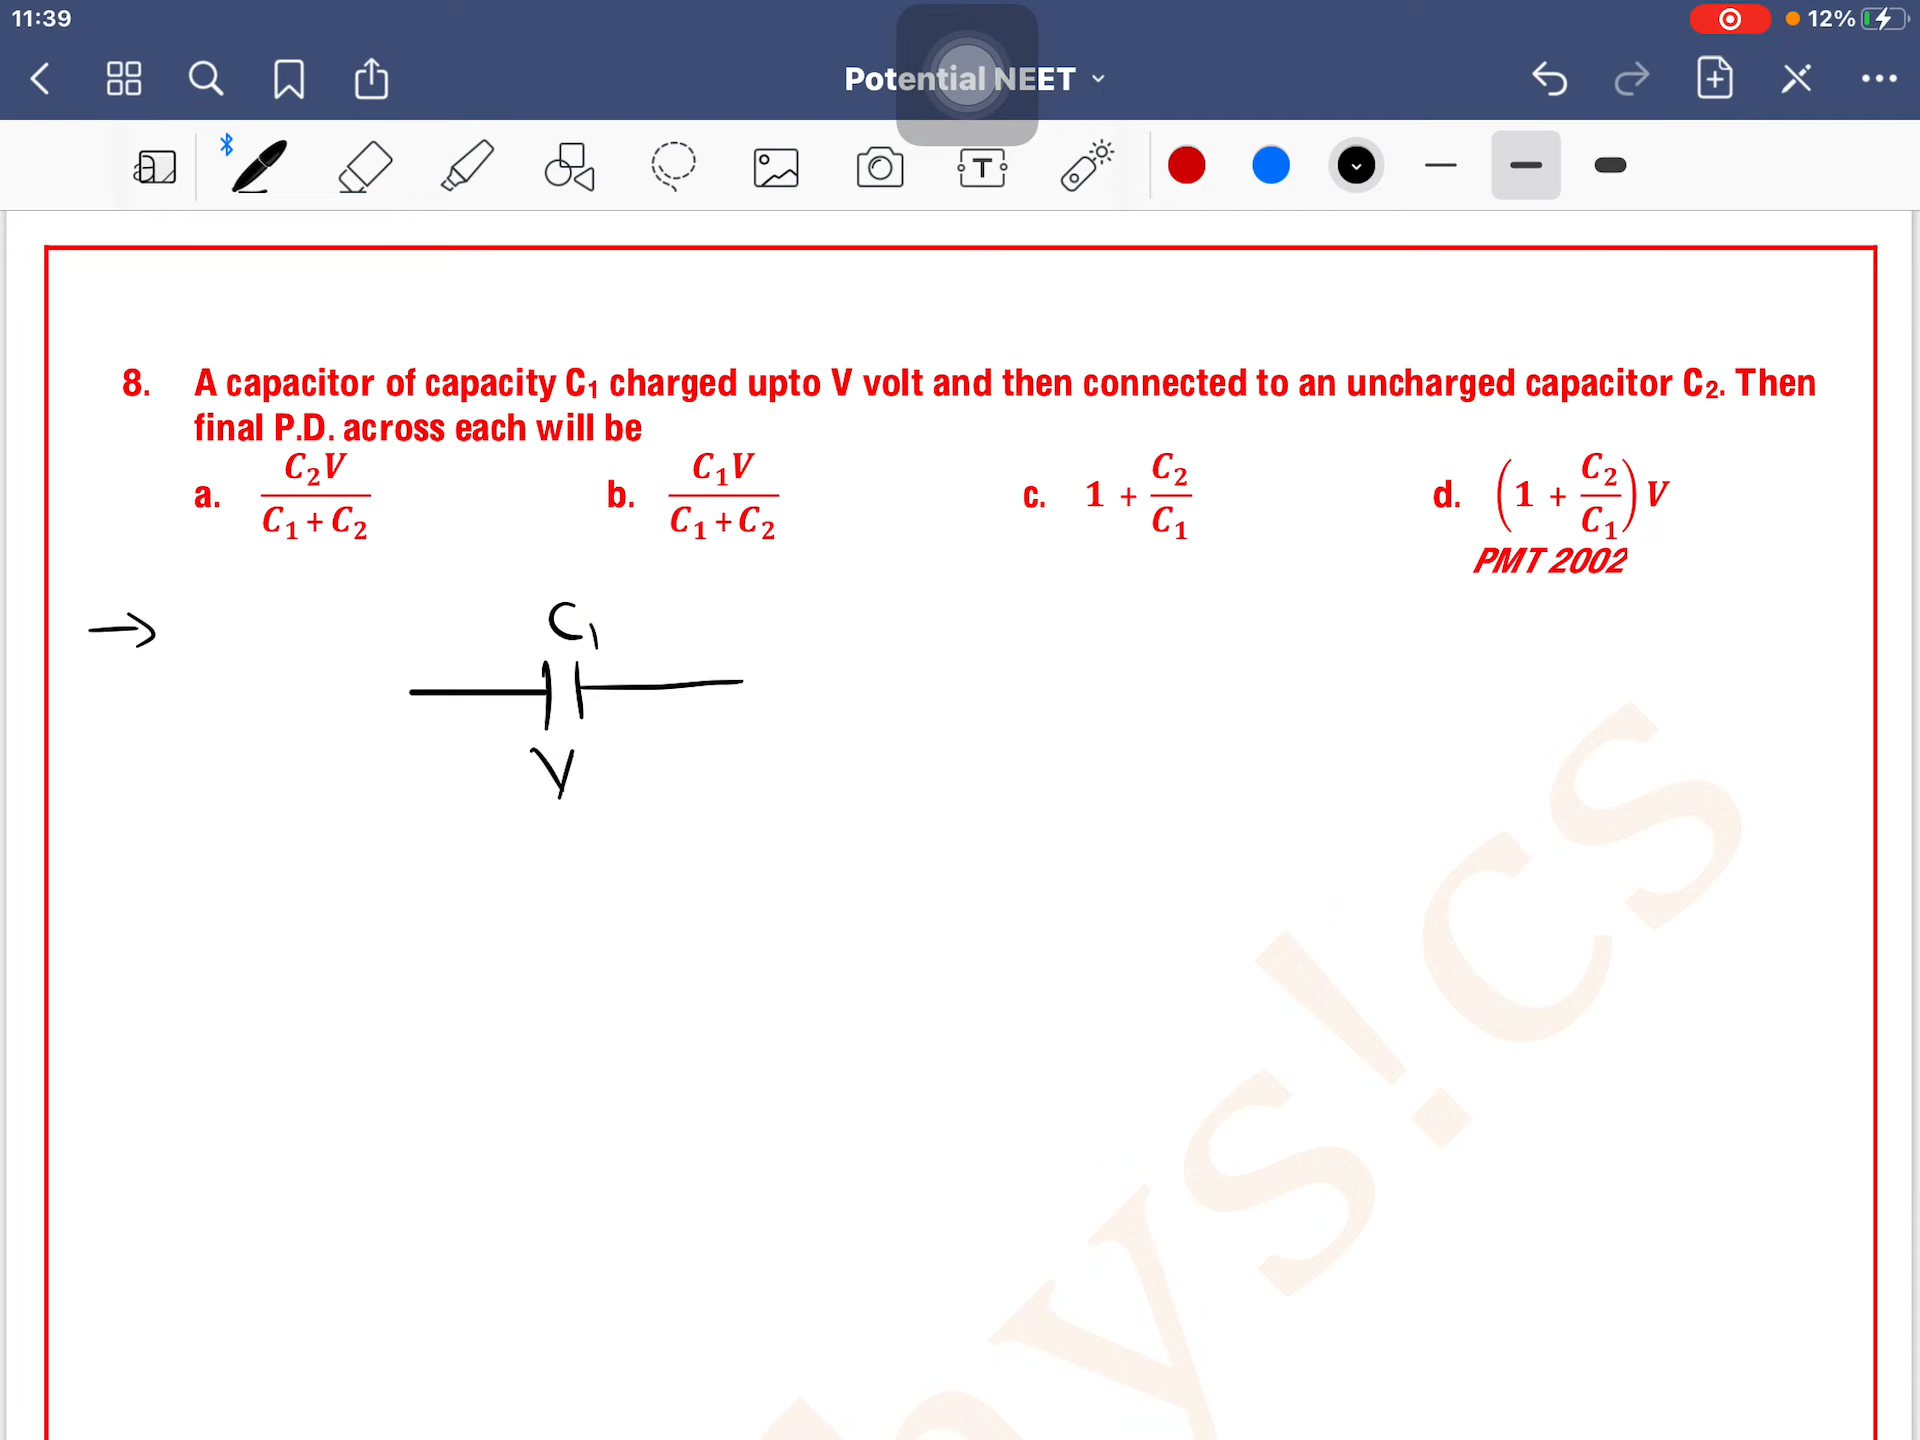 11:39
12%
Potential NEET
8. A capacitor of capacity C₁ charged upto V volt and then connected to an uncharged capacitor C₂. Then
final P.D. across each will be
a. C₂V / C₁ + C₂ b. C₁V / C₁ + C₂ c. 1 + C₂ / C₁ d. (1 + C₂ / C₁) V
PMT 2002
→ C₁
V
ays!cs